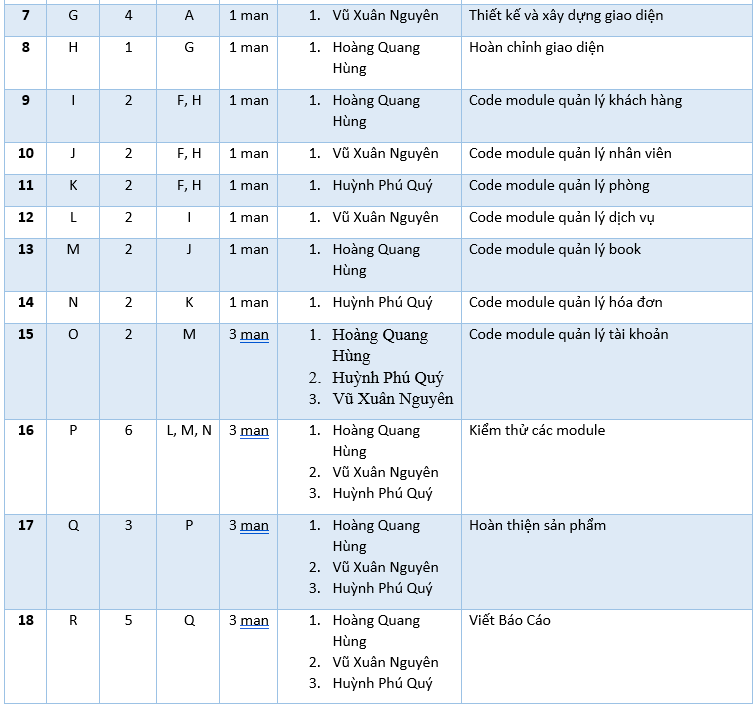 7 G 4 A 1 man 1. Vũ Xuân Nguyên Thiết kế và xây dựng giao diện
8 H 1 G 1 man 1. Hoàng Quang Hoàn chỉnh giao diện
Hùng
9 I 2 F, H 1 man 1. Hoàng Quang Code module quản lý khách hàng
Hùng
10 J 2 F, H 1 man 1. Vũ Xuân Nguyên Code module quản lý nhân viên
11 K 2 F, H 1 man 1. Huỳnh Phú Quý Code module quản lý phòng
12 L 2 I 1 man 1. Vũ Xuân Nguyên Code module quản lý dịch vụ
13 M 2 J 1 man 1. Hoàng Quang Code module quản lý book
Hùng
14 N 2 K 1 man 1. Huỳnh Phú Quý Code module quản lý hóa đơn
15 O 2 M 3 man 1. Hoàng Quang Code module quản lý tài khoản
Hùng
2. Huỳnh Phú Quý
3. Vũ Xuân Nguyên
16 P 6 L, M, N 3 man 1. Hoàng Quang Kiểm thử các module
Hùng
2. Vũ Xuân Nguyên
3. Huỳnh Phú Quý
17 Q 3 P 3 man 1. Hoàng Quang Hoàn thiện sản phẩm
Hùng
2. Vũ Xuân Nguyên
3. Huỳnh Phú Quý
18 R 5 Q 3 man 1. Hoàng Quang Viết Báo Cáo
Hùng
2. Vũ Xuân Nguyên
3. Huỳnh Phú Quý